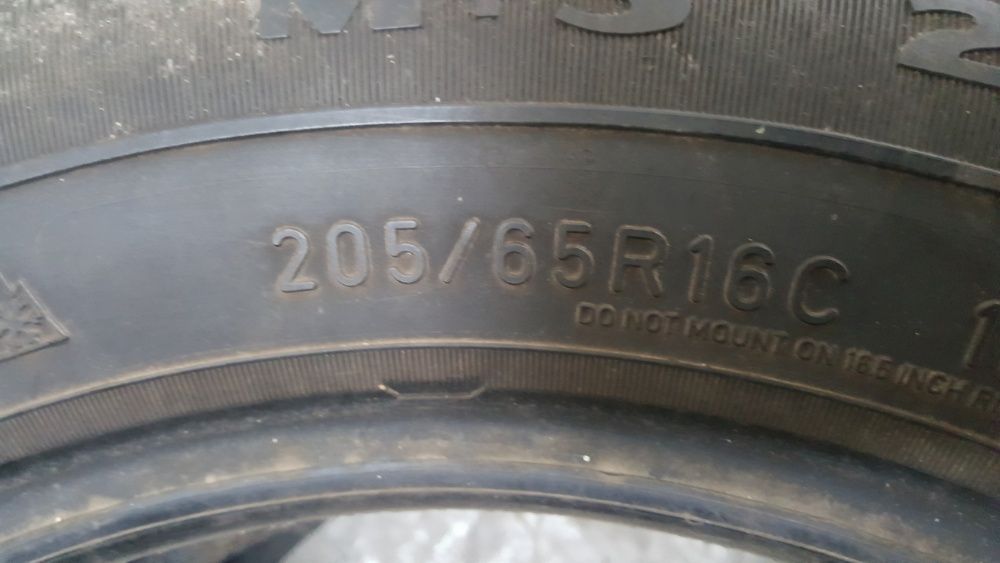 M+S
205/65R16C
DO NOT MOUNT ON 16.5 INCH